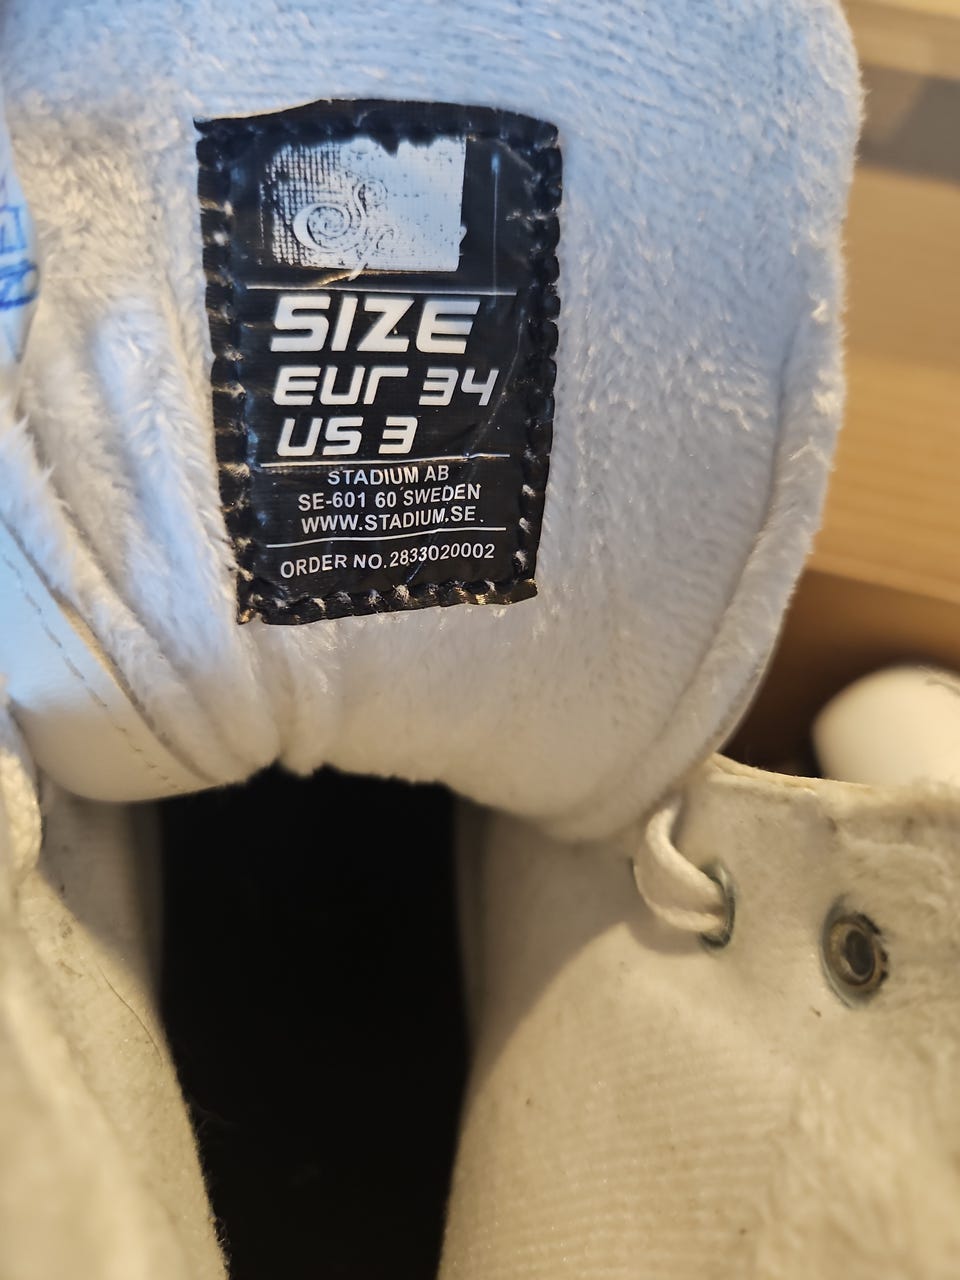 SIZE
EUr 34
US 3
STADIUM AB
SE-601 60 SWEDEN
WWW.STADIUM.SE
ORDER NO.2833020002